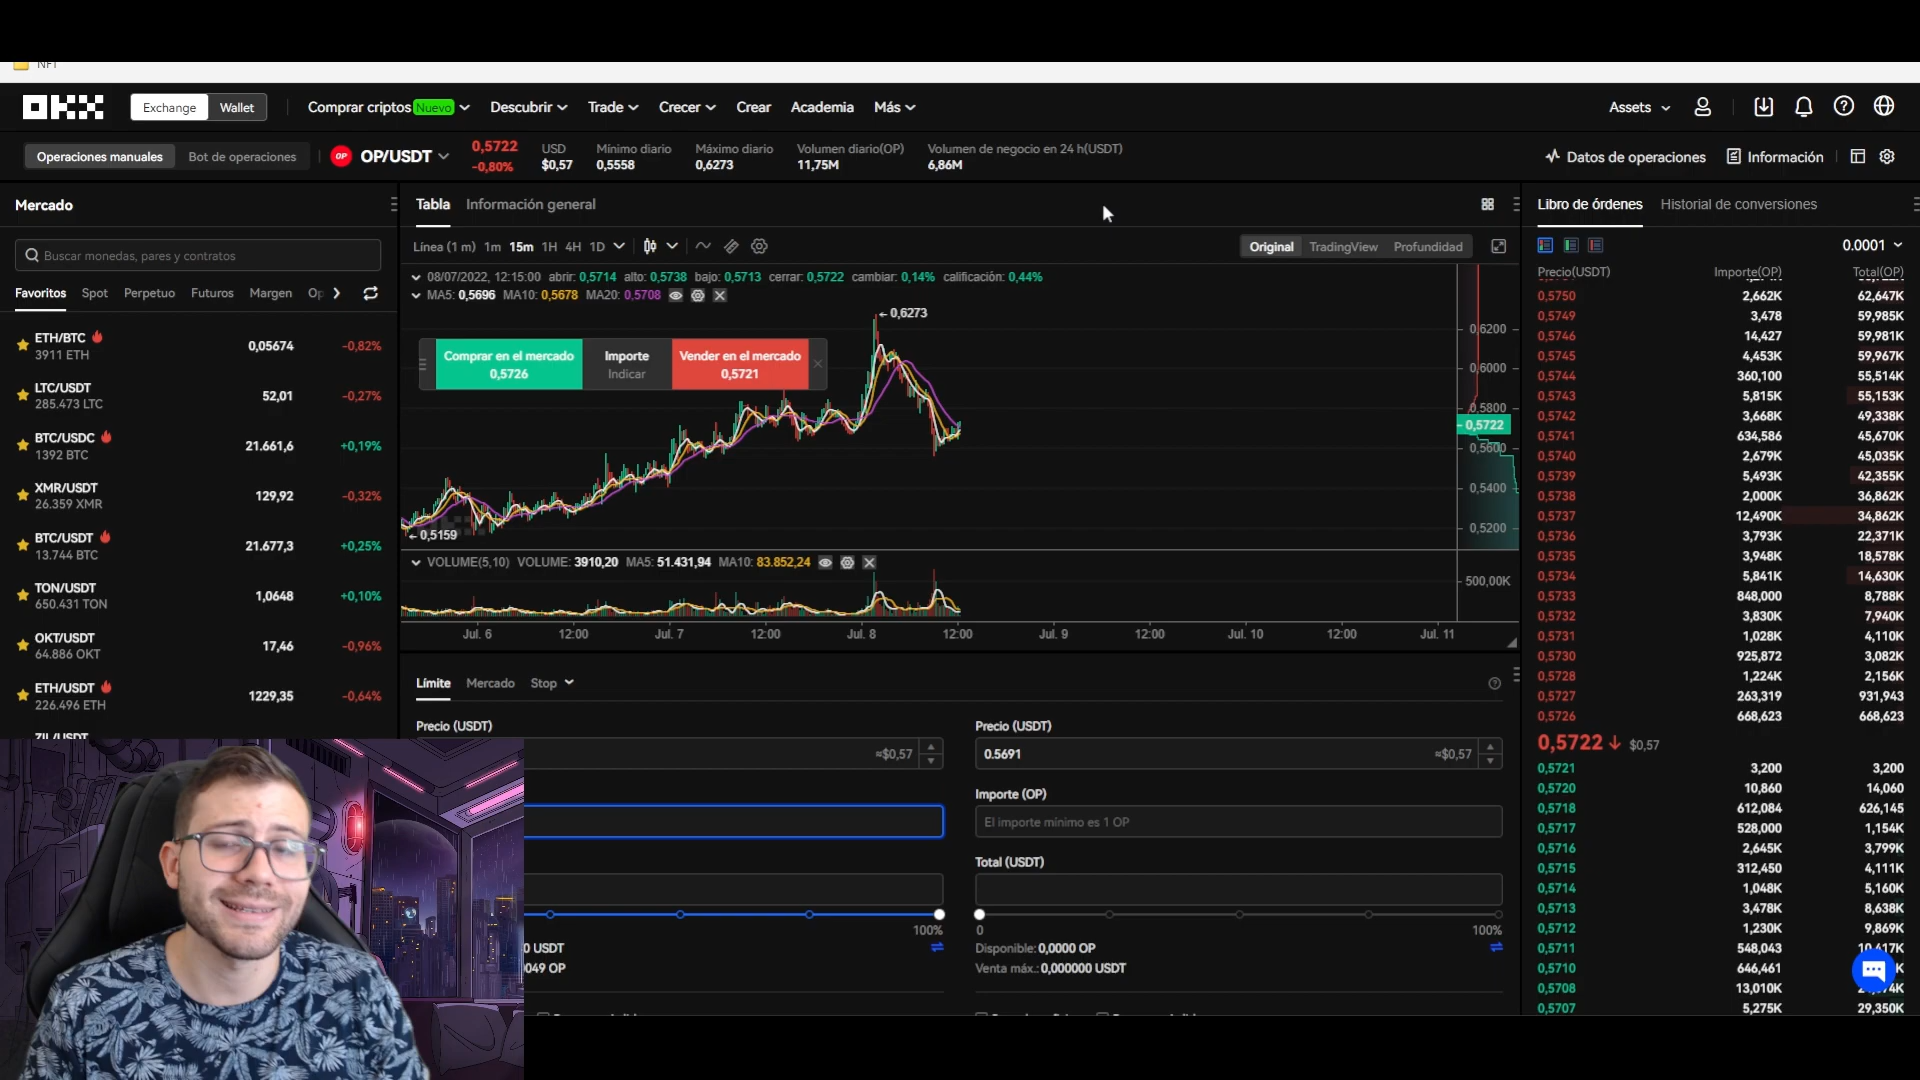 NFT
OKX
Exchange Wallet Comprar criptos Nuevo Descubrir Trade Crecer Crear Academia Más Assets
Operaciones manuales Bot de operaciones OP OP/USDT 0,5722 -0,80% USD $0,57 Mínimo diario 0,5558 Máximo diario 0,6273 Volumen diario(OP) 11,75M Volumen de negocio en 24 h(USDT) 6,86M Datos de operaciones Información
Mercado
Buscar monedas, pares y contratos
Favoritos Spot Perpetuo Futuros Margen
ETH/BTC 0,05674 -0,82%
3911 ETH
LTC/USDT 52,01 -0,27%
285.473 LTC
BTC/USDC 21.661,6 +0,19%
1392 BTC
XMR/USDT 129,92 -0,32%
26.359 XMR
BTC/USDT 21.677,3 +0,25%
13.744 BTC
TON/USDT 1,0648 +0,10%
650.431 TON
OKT/USDT 17,46 -0,96%
64.886 OKT
ETH/USDT 1229,35 -0,64%
226.496 ETH
ZIL/USDT
Tabla Información general
Línea (1 m) 1m 15m 1H 4H 1D Original TradingView Profundidad
08/07/2022, 12:15:00 abrir: 0,5714 alto: 0,5738 bajo: 0,5713 cerrar: 0,5722 cambiar: 0,14% calificación: 0,44%
MA5: 0,5696 MA10: 0,5678 MA20: 0,5708
0,6273
Comprar en el mercado 0,5726
Importe Indicar
Vender en el mercado 0,5721
0,5159
0,6200
0,6000
0,5800
0,5722
0,5600
0,5400
0,5200
VOLUME(5,10) VOLUME: 3910,20 MA5: 51.431,94 MA10: 83.852,24
500,00K
Jul. 6 12:00 Jul. 7 12:00 Jul. 8 12:00 Jul. 9 12:00 Jul. 10 12:00 Jul. 11
Límite Mercado Stop
Precio (USDT)
≈$0,57
100%
0 USDT
049 OP
Precio (USDT)
0.5691 ≈$0,57
Importe (OP)
El importe mínimo es 1 OP
Total (USDT)
0 100%
Disponible: 0,0000 OP
Venta máx.: 0,000000 USDT
Libro de órdenes Historial de conversiones
0.0001
Precio(USDT) Importe(OP) Total(OP)
0,5750 2,662K 62,647K
0,5749 3,478 59,985K
0,5746 14,427 59,981K
0,5745 4,453K 59,967K
0,5744 360,100 55,514K
0,5743 5,815K 55,153K
0,5742 3,668K 49,338K
0,5741 634,586 45,670K
0,5740 2,679K 45,035K
0,5739 5,493K 42,355K
0,5738 2,000K 36,862K
0,5737 12,490K 34,862K
0,5736 3,793K 22,371K
0,5735 3,948K 18,578K
0,5734 5,841K 14,630K
0,5733 848,000 8,788K
0,5732 3,830K 7,940K
0,5731 1,028K 4,110K
0,5730 925,872 3,082K
0,5728 1,224K 2,156K
0,5727 263,319 931,943
0,5726 668,623 668,623
0,5722 $0,57
0,5721 3,200 3,200
0,5720 10,860 14,060
0,5718 612,084 626,145
0,5717 528,000 1,154K
0,5716 2,645K 3,799K
0,5715 312,450 4,111K
0,5714 1,048K 5,160K
0,5713 3,478K 8,638K
0,5712 1,230K 9,869K
0,5711 548,043 10,417K
0,5710 646,461
0,5708 13,010K
0,5707 5,275K 29,350K